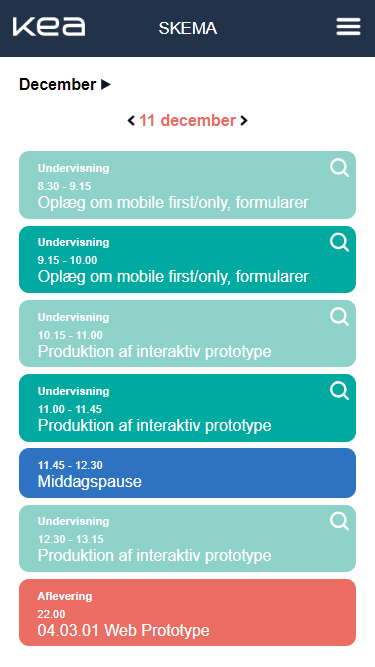 kea
SKEMA
December
11 december
Undervisning
8.30 - 9.15
Oplæg om mobile first/only, formularer
Undervisning
9.15 - 10.00
Oplæg om mobile first/only, formularer
Undervisning
10.15 - 11.00
Produktion af interaktiv prototype
Undervisning
11.00 - 11.45
Produktion af interaktiv prototype
11.45 - 12.30
Middagspause
Undervisning
12.30 - 13.15
Produktion af interaktiv prototype
Aflevering
22.00
04.03.01 Web Prototype